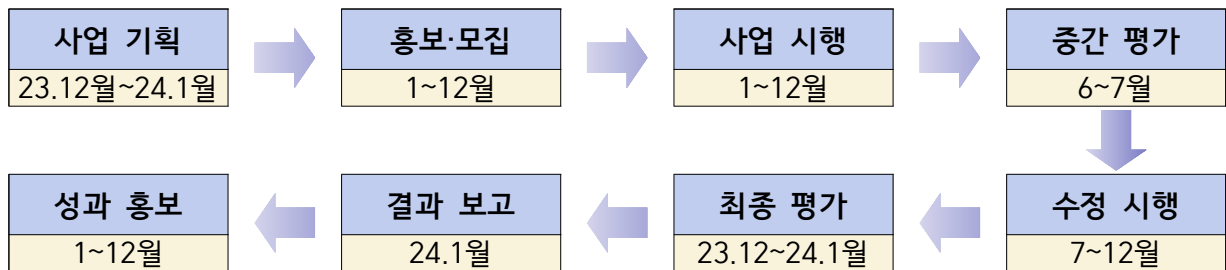 사업 기획
23.12월~24.1월
홍보·모집
1~12월
사업 시행
1~12월
중간 평가
6~7월
수정 시행
7~12월
최종 평가
23.12~24.1월
결과 보고
24.1월
성과 홍보
1~12월